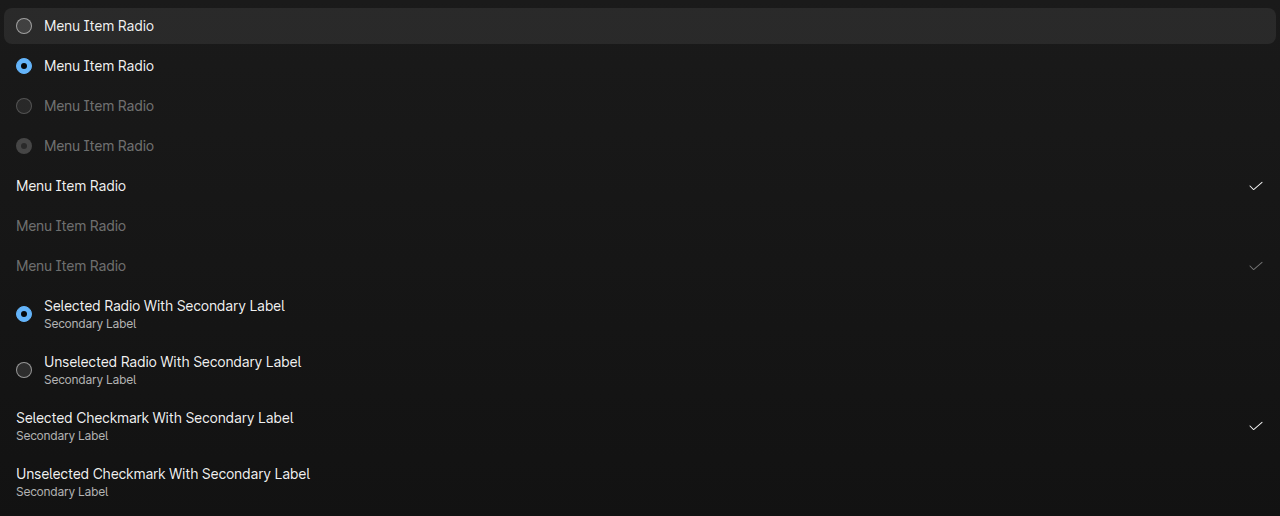 Menu Item Radio
Menu Item Radio
Menu Item Radio
Menu Item Radio
Menu Item Radio
Menu Item Radio
Menu Item Radio
Selected Radio With Secondary Label
Secondary Label
Unselected Radio With Secondary Label
Secondary Label
Selected Checkmark With Secondary Label
Secondary Label
Unselected Checkmark With Secondary Label
Secondary Label